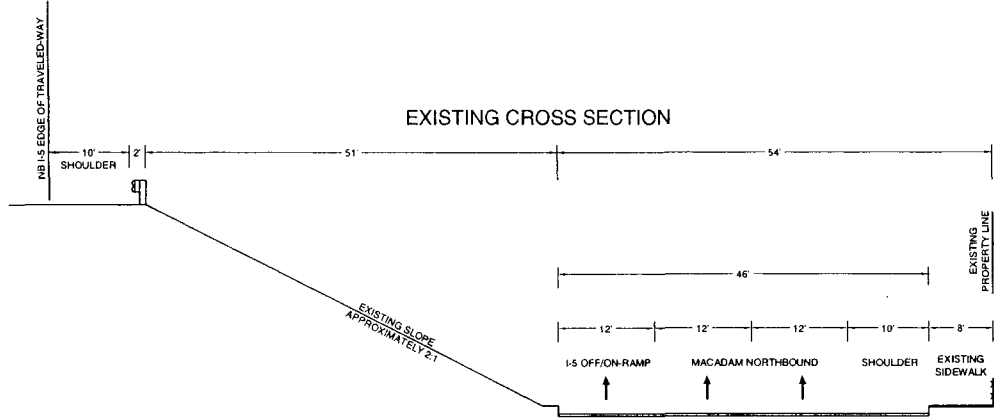 EXISTING CROSS SECTION
NB I-5 EDGE OF TRAVELED-WAY
10'
SHOULDER
2'
51'
54'
EXISTING
PROPERTY LINE
46'
EXISTING SLOPE
APPROXIMATELY 2:1
12'
12'
12'
10'
8'
I-5 OFF/ON-RAMP
MACADAM NORTHBOUND
SHOULDER
EXISTING
SIDEWALK